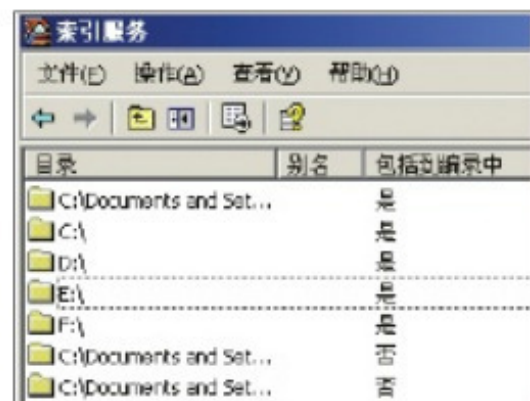 索引服务
文件(F) 操作(A) 查看(V) 帮助(H)
目录 别名 包括到编录中
C:\Documents and Set... 是
C:\ 是
D:\ 是
E:\ 是
F:\ 是
C:\Documents and Set... 否
C:\Documents and Set... 否